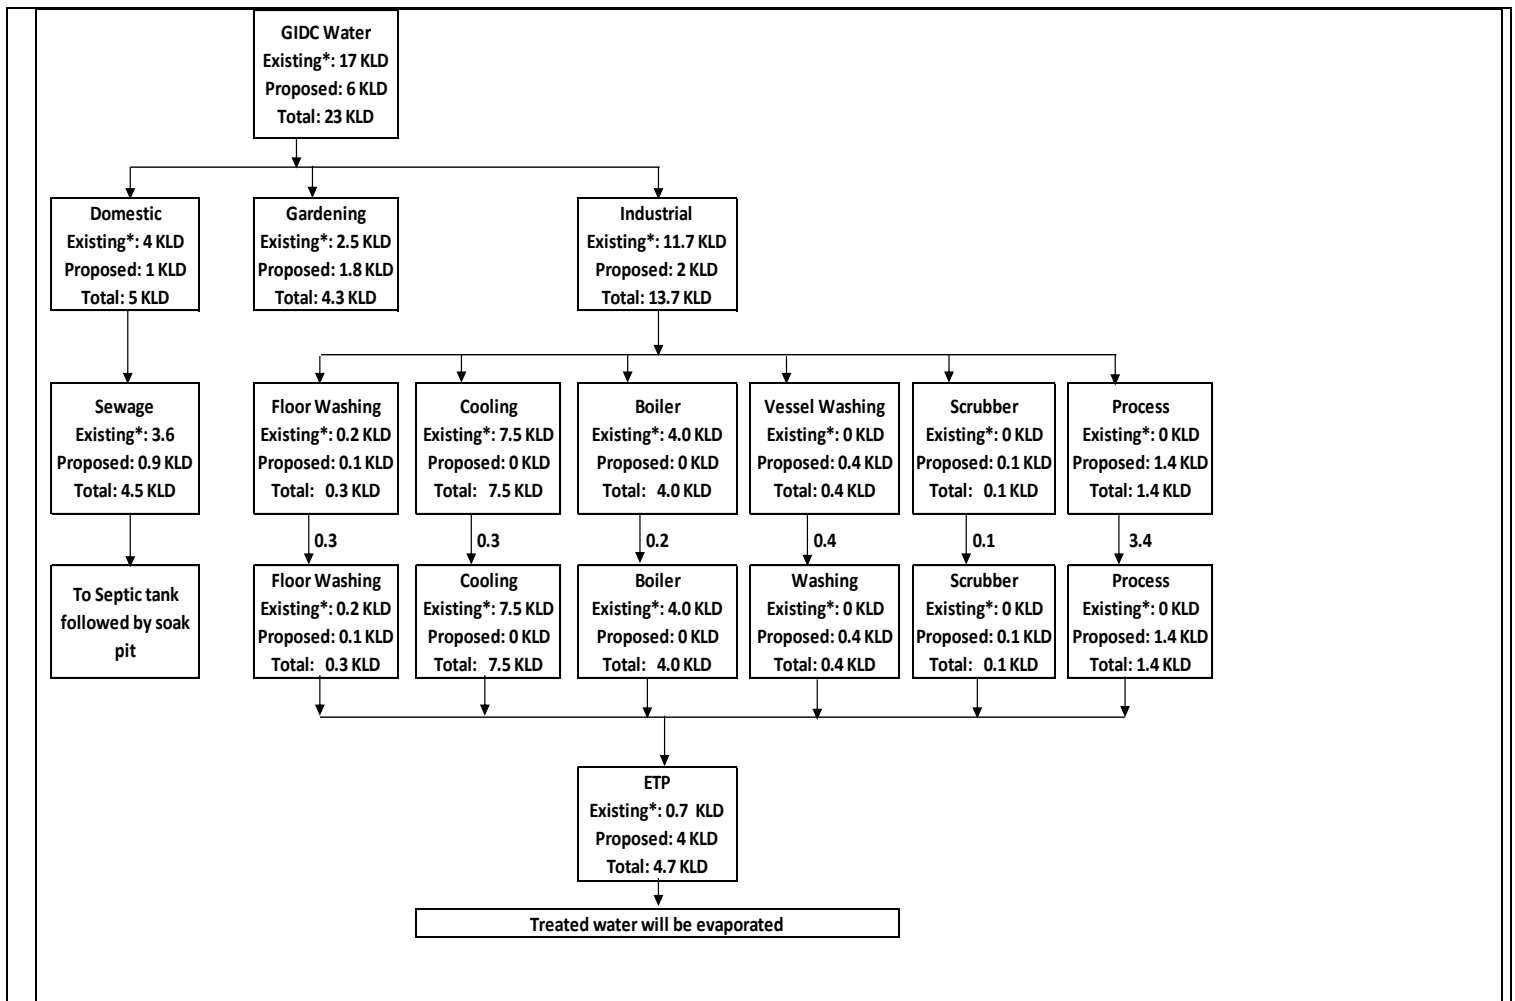 GIDC Water
Existing*: 17 KLD
Proposed: 6 KLD
Total: 23 KLD
Domestic
Existing*: 4 KLD
Proposed: 1 KLD
Total: 5 KLD
Gardening
Existing*: 2.5 KLD
Proposed: 1.8 KLD
Total: 4.3 KLD
Industrial
Existing*: 11.7 KLD
Proposed: 2 KLD
Total: 13.7 KLD
Sewage
Existing*: 3.6
Proposed: 0.9 KLD
Total: 4.5 KLD
Floor Washing
Existing*: 0.2 KLD
Proposed: 0.1 KLD
Total: 0.3 KLD
Cooling
Existing*: 7.5 KLD
Proposed: 0 KLD
Total: 7.5 KLD
Boiler
Existing*: 4.0 KLD
Proposed: 0 KLD
Total: 4.0 KLD
Vessel Washing
Existing*: 0 KLD
Proposed: 0.4 KLD
Total: 0.4 KLD
Scrubber
Existing*: 0 KLD
Proposed: 0.1 KLD
Total: 0.1 KLD
Process
Existing*: 0 KLD
Proposed: 1.4 KLD
Total: 1.4 KLD
0.3
0.3
0.2
0.4
0.1
3.4
To Septic tank
followed by soak
pit
Floor Washing
Existing*: 0.2 KLD
Proposed: 0.1 KLD
Total: 0.3 KLD
Cooling
Existing*: 7.5 KLD
Proposed: 0 KLD
Total: 7.5 KLD
Boiler
Existing*: 4.0 KLD
Proposed: 0 KLD
Total: 4.0 KLD
Washing
Existing*: 0 KLD
Proposed: 0.4 KLD
Total: 0.4 KLD
Scrubber
Existing*: 0 KLD
Proposed: 0.1 KLD
Total: 0.1 KLD
Process
Existing*: 0 KLD
Proposed: 1.4 KLD
Total: 1.4 KLD
ETP
Existing*: 0.7 KLD
Proposed: 4 KLD
Total: 4.7 KLD
Treated water will be evaporated